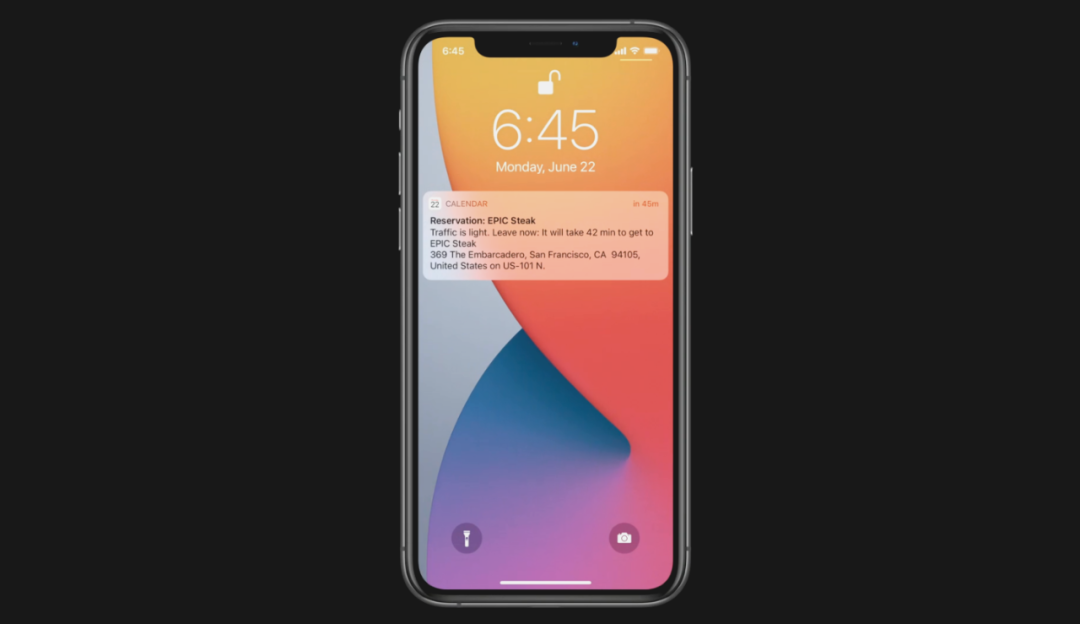 6:45
6:45
Monday, June 22
22 CALENDAR in 45m
Reservation: EPIC Steak
Traffic is light. Leave now: It will take 42 min to get to
EPIC Steak
369 The Embarcadero, San Francisco, CA  94105,
United States on US-101 N.